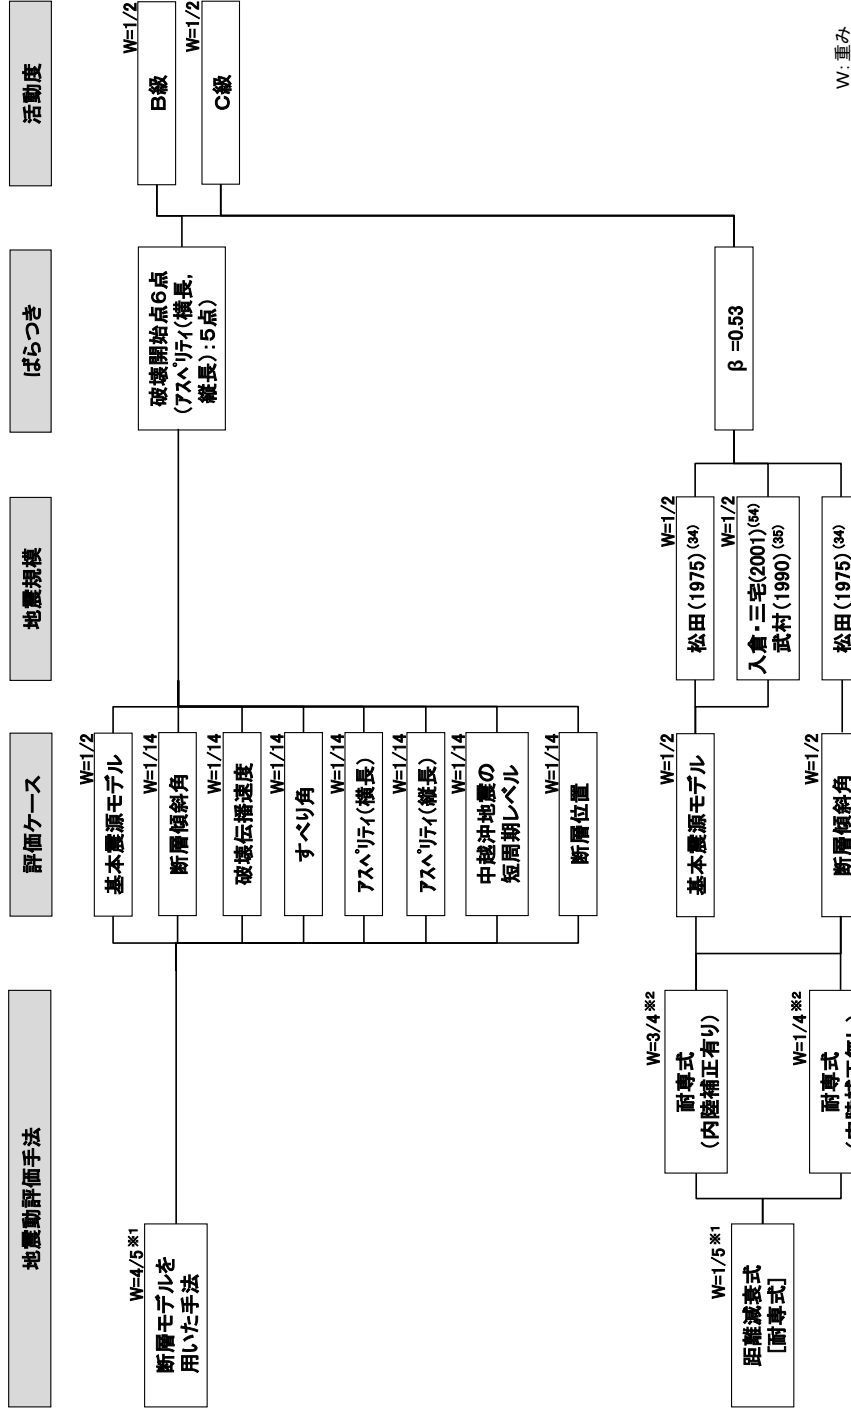 地震動評価手法
評価ケース
地震規模
ばらつき
活動度
W=4/5※1
断層モデルを
用いた手法
W=1/2
基本震源モデル
W=1/14
断層傾斜角
W=1/14
破壊伝播速度
W=1/14
すべり角
W=1/14
アスペリティ(横長)
W=1/14
アスペリティ(縦長)
W=1/14
中越沖地震の
短周期レベル
W=1/14
断層位置
破壊開始点6点
(アスペリティ(横長,
縦長):5点)
W=1/2
B級
W=1/2
C級
W=1/5※1
距離減衰式
[耐専式]
W=3/4※2
耐専式
(内陸補正有り)
W=1/4※2
耐専式
W=1/2
基本震源モデル
W=1/2
断層傾斜角
W=1/2
松田(1975)(34)
W=1/2
入倉・三宅(2001)(54)
武村(1990)(35)
松田(1975)(34)
β=0.53
W:重み